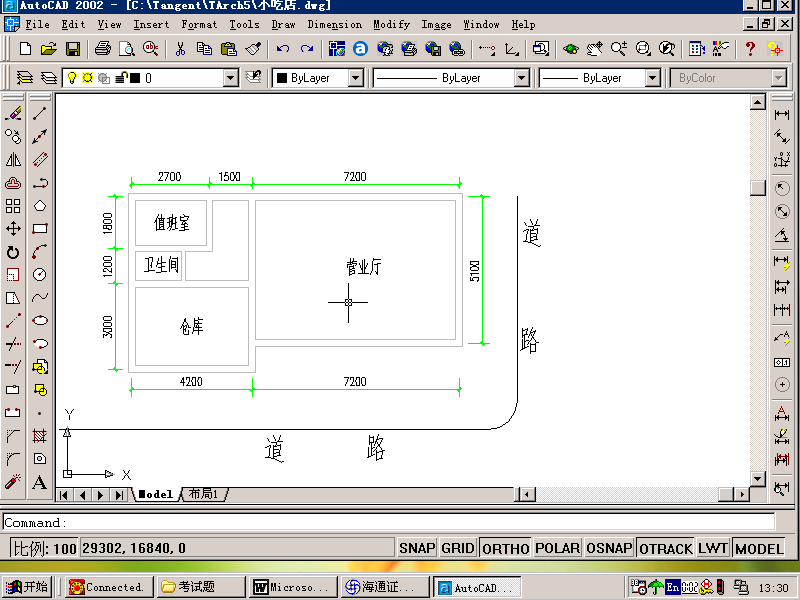 AutoCAD 2002 - [C:\Tangent\TArch5\小吃店.dwg]
File Edit View Insert Format Tools Draw Dimension Modify Image Window Help
0 ByLayer ByLayer ByLayer ByColor
2700 1500 7200
1800
值班室
道
1200
卫生间
营业厅
5100
3000
仓库
路
4200 7200
Y
道 路
X
Model 布局1
Command:
比例: 100 29302, 16840, 0 SNAP GRID ORTHO POLAR OSNAP OTRACK LWT MODEL
开始 Connected. 考试题 Microso... 海通证... AutoCAD... En 13:30